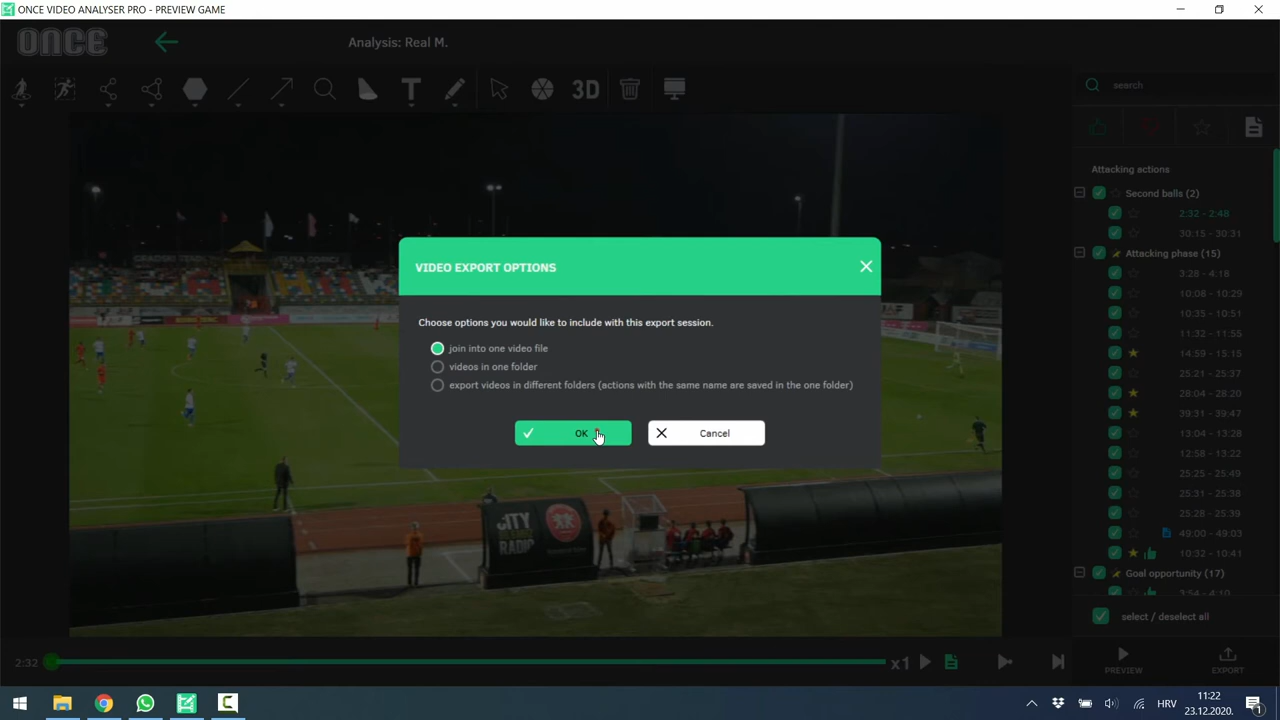 ONCE VIDEO ANALYSER PRO - PREVIEW GAME
ONCE
Analysis: Real M.
T
3D
search
Attacking actions
Second balls (2)
2:32 - 2:48
30:15 - 30:31
Attacking phase (15)
3:28 - 4:18
10:08 - 10:29
10:35 - 10:51
11:32 - 11:55
14:59 - 15:15
25:21 - 25:37
28:04 - 28:20
39:31 - 39:47
13:04 - 13:28
12:58 - 13:22
25:25 - 25:49
25:31 - 25:38
25:28 - 25:39
49:00 - 49:03
10:32 - 10:41
Goal opportunity (17)
3:54 - 4:10
select / deselect all
PREVIEW
EXPORT
VIDEO EXPORT OPTIONS
Choose options you would like to include with this export session.
join into one video file
videos in one folder
export videos in different folders (actions with the same name are saved in the one folder)
OK
Cancel
CITY
RADIO
2:32
x1
HRV
11:22
23.12.2020.
1